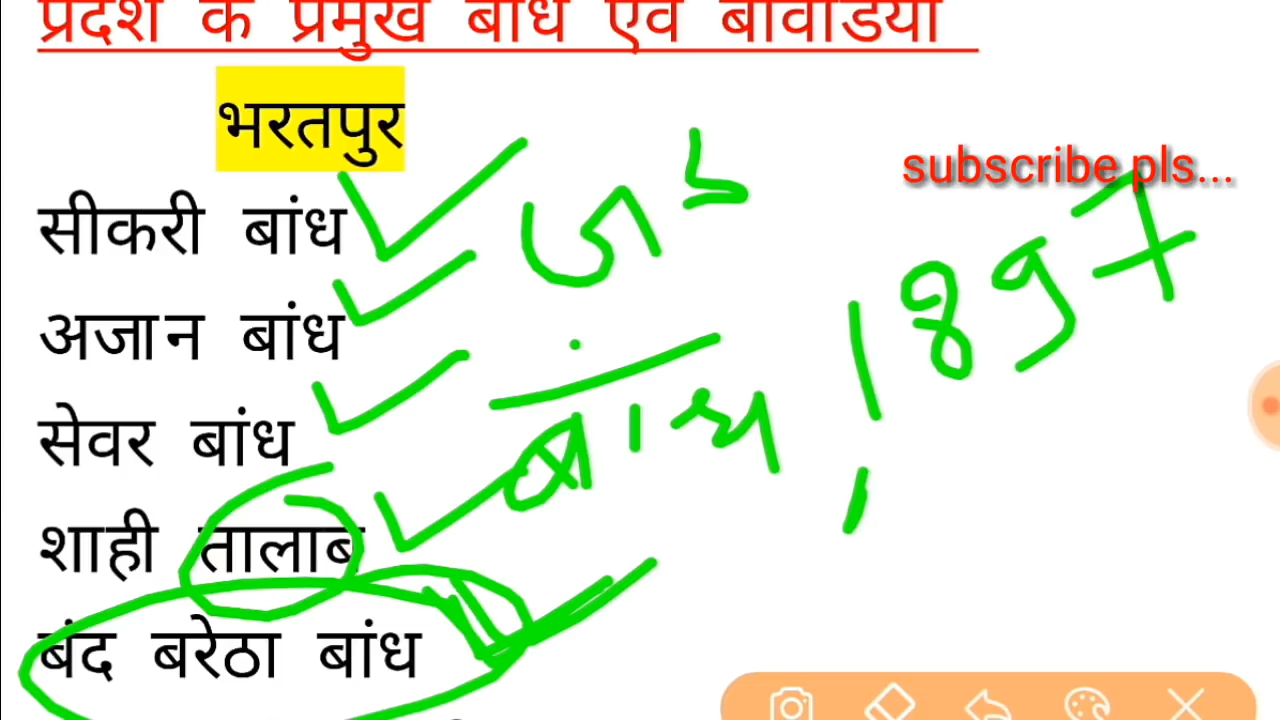 प्रदेश के प्रमुख बांध एवं बावडिया
भरतपुर
subscribe pls...
सीकरी बांध
अजान बांध
सेवर बांध
शाही तालाब
बंद बरेठा बांध
बांध
1897